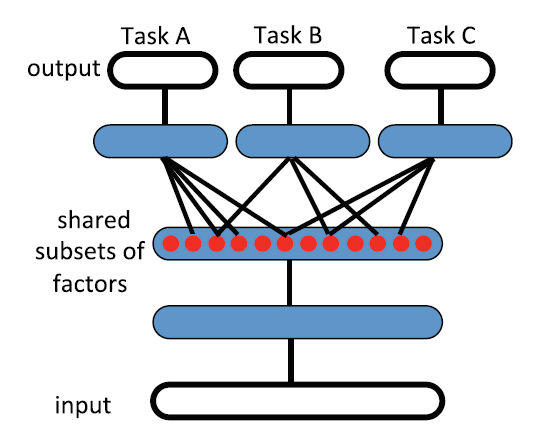 Task A
Task B
Task C
output
shared
subsets of
factors
input